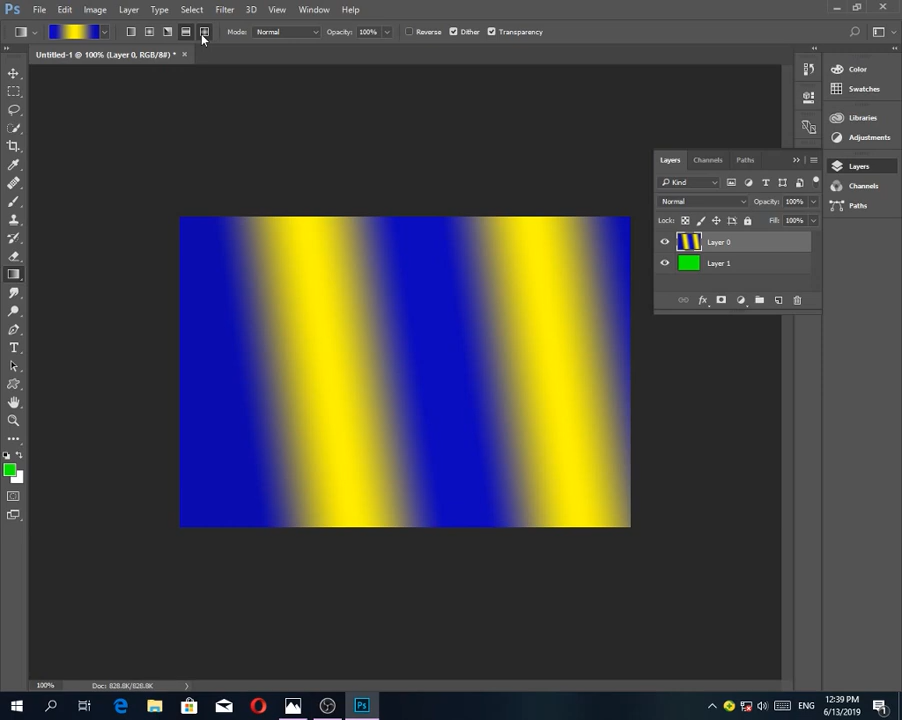 Ps File Edit Image Layer Type Select Filter 3D View Window Help
Mode: Normal Opacity: 100% Reverse Dither Transparency
Untitled-1 @ 100% (Layer 0, RGB/8#) * ×
Color
Swatches
Libraries
Adjustments
Layers
Channels
Paths
Layers Channels Paths
Kind
Normal Opacity: 100%
Lock: Fill: 100%
Layer 0
fx
Layer 1
100% Doc: 828.8K/828.8K
Ps
ENG
12:39 PM
6/13/2019